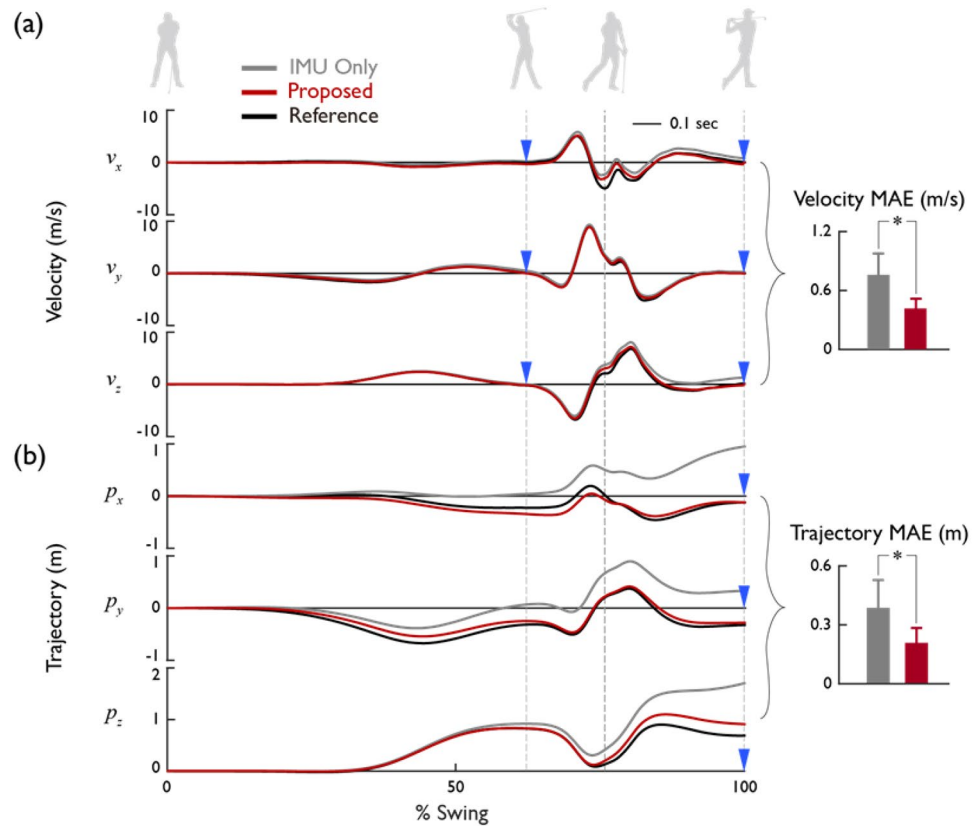 (a)
IMU Only
Proposed
Reference
0.1 sec
Velocity (m/s)
10
vx
0
-10
10
vy
0
-10
10
vz
0
-10
Velocity MAE (m/s)
1.2
*
0.6
0
(b)
Trajectory (m)
1
px
0
-1
1
py
0
-1
2
pz
1
0
0
50
100
% Swing
Trajectory MAE (m)
0.6
*
0.3
0